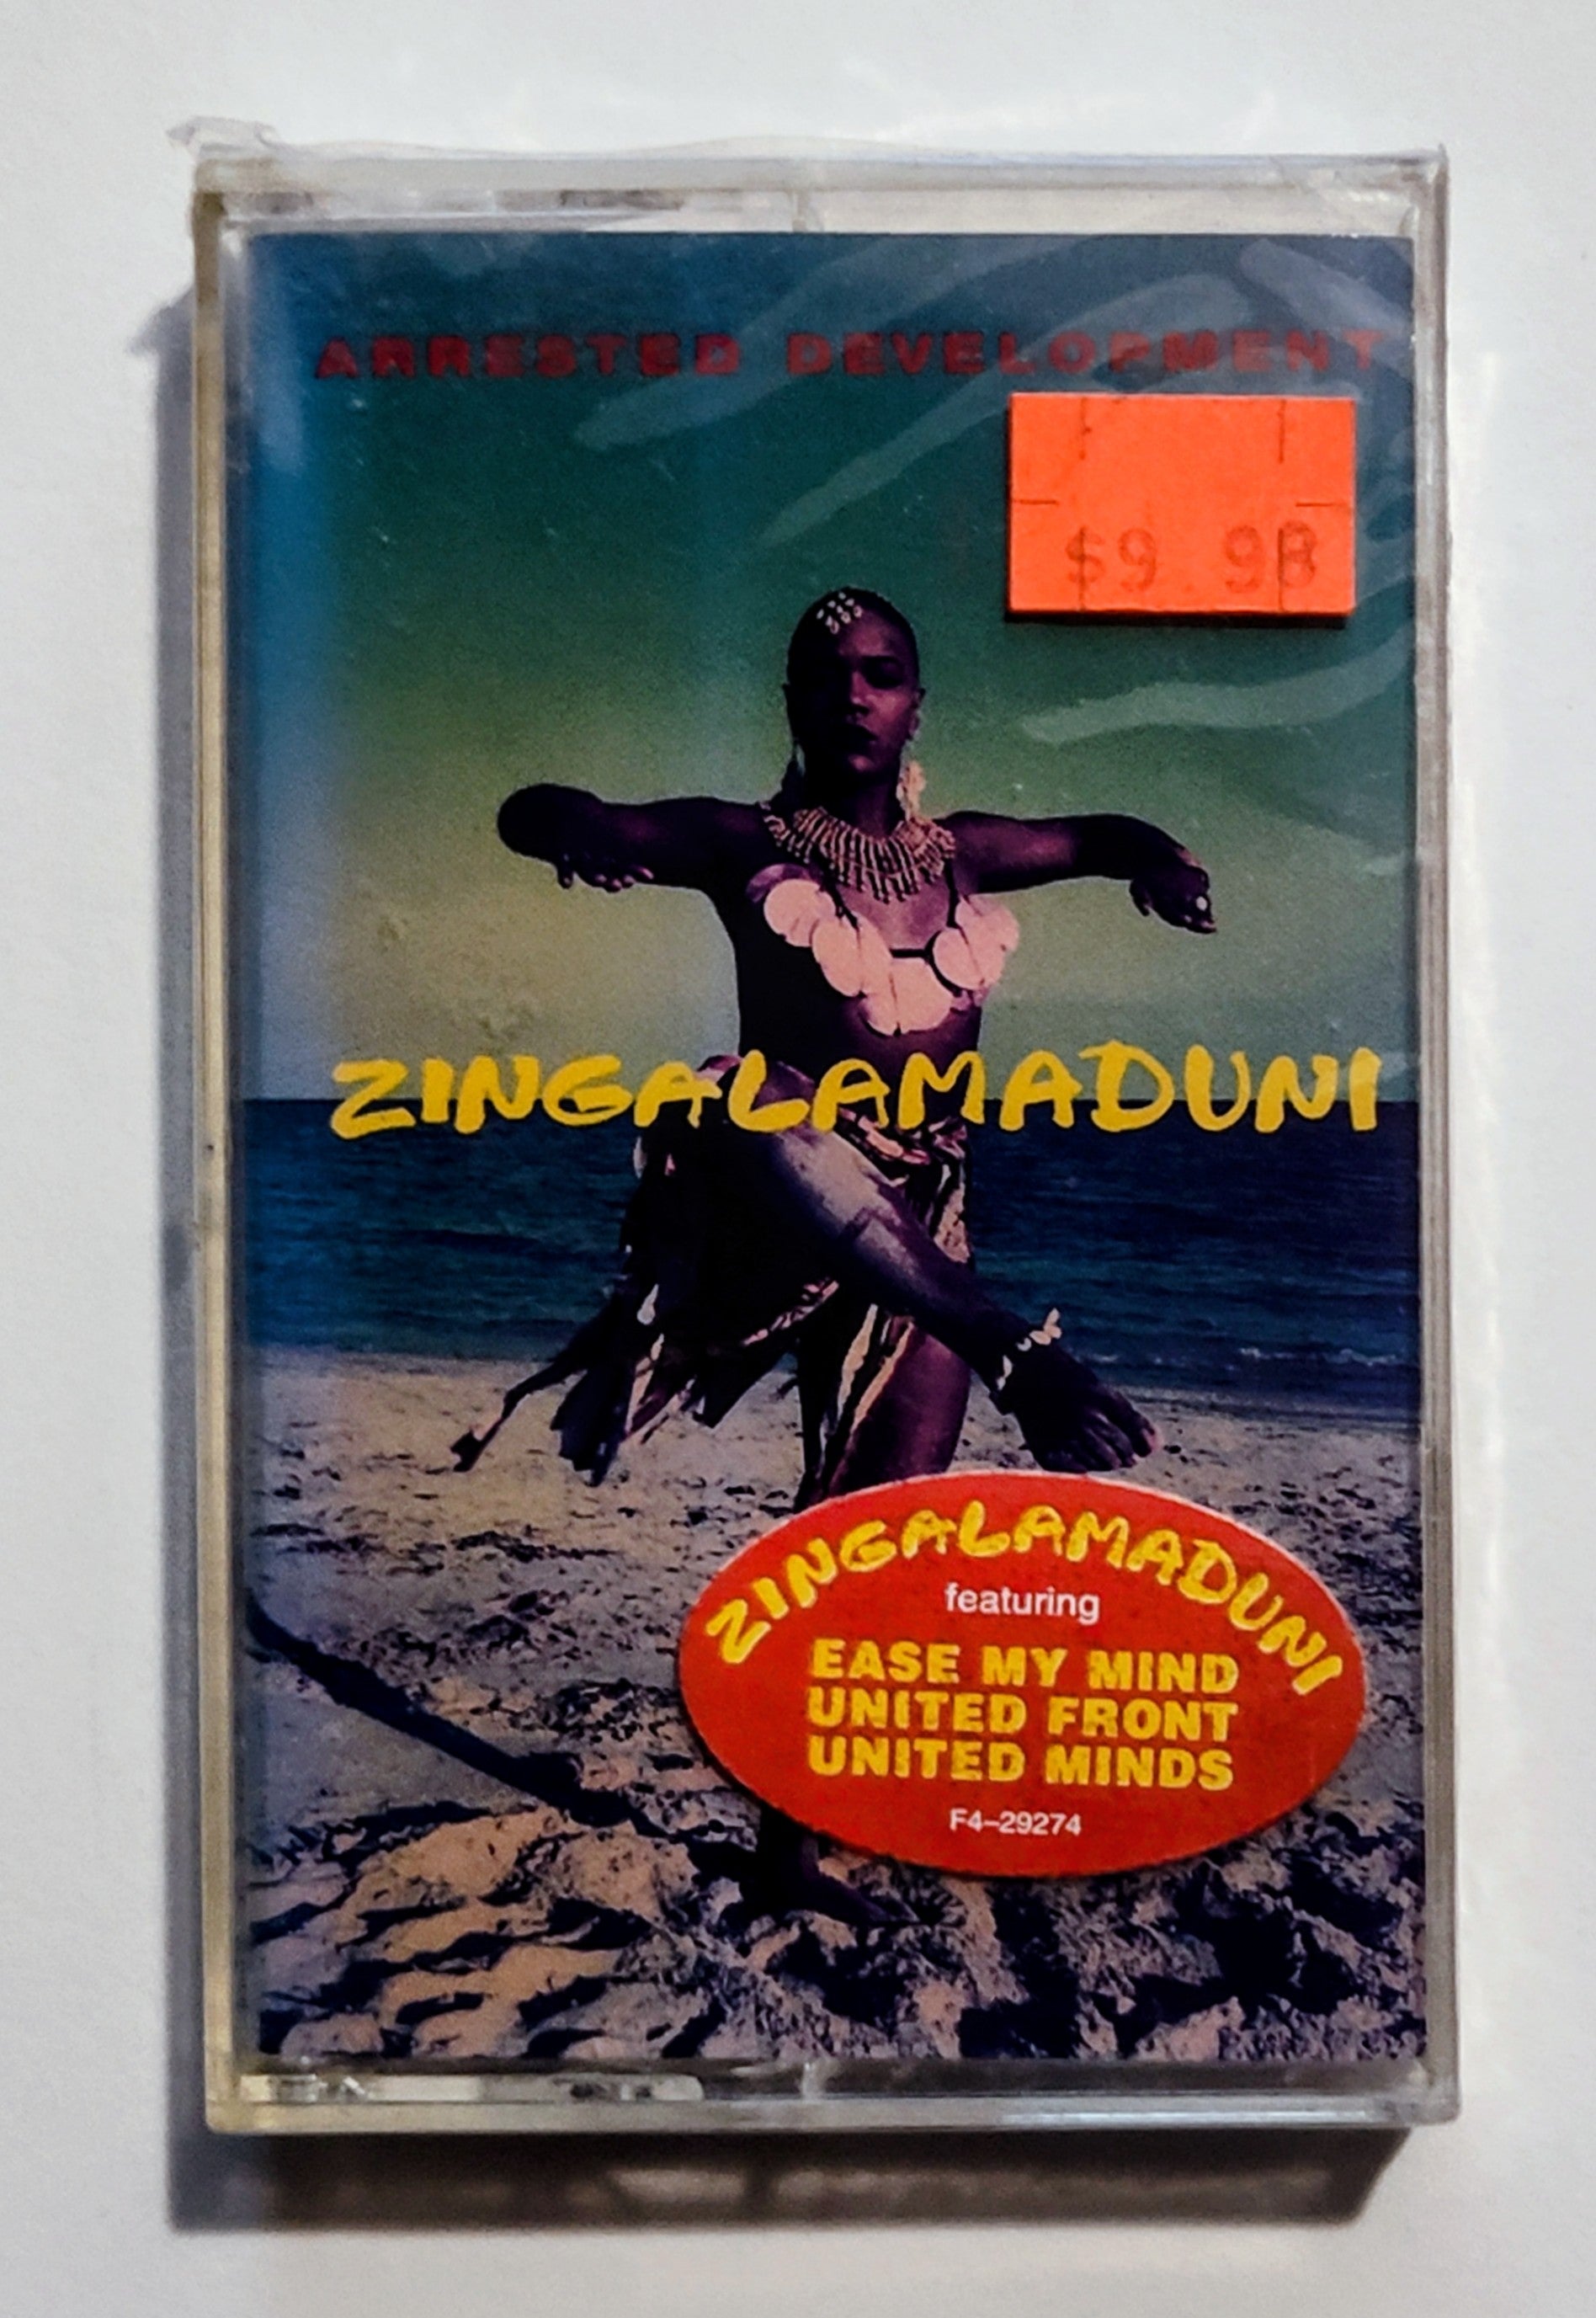 ARRESTED DEVELOPMENT
$9.98
ZINGALAMADUNI
ZINGALAMADUNI
featuring
EASE MY MIND
UNITED FRONT
UNITED MINDS
F4-29274